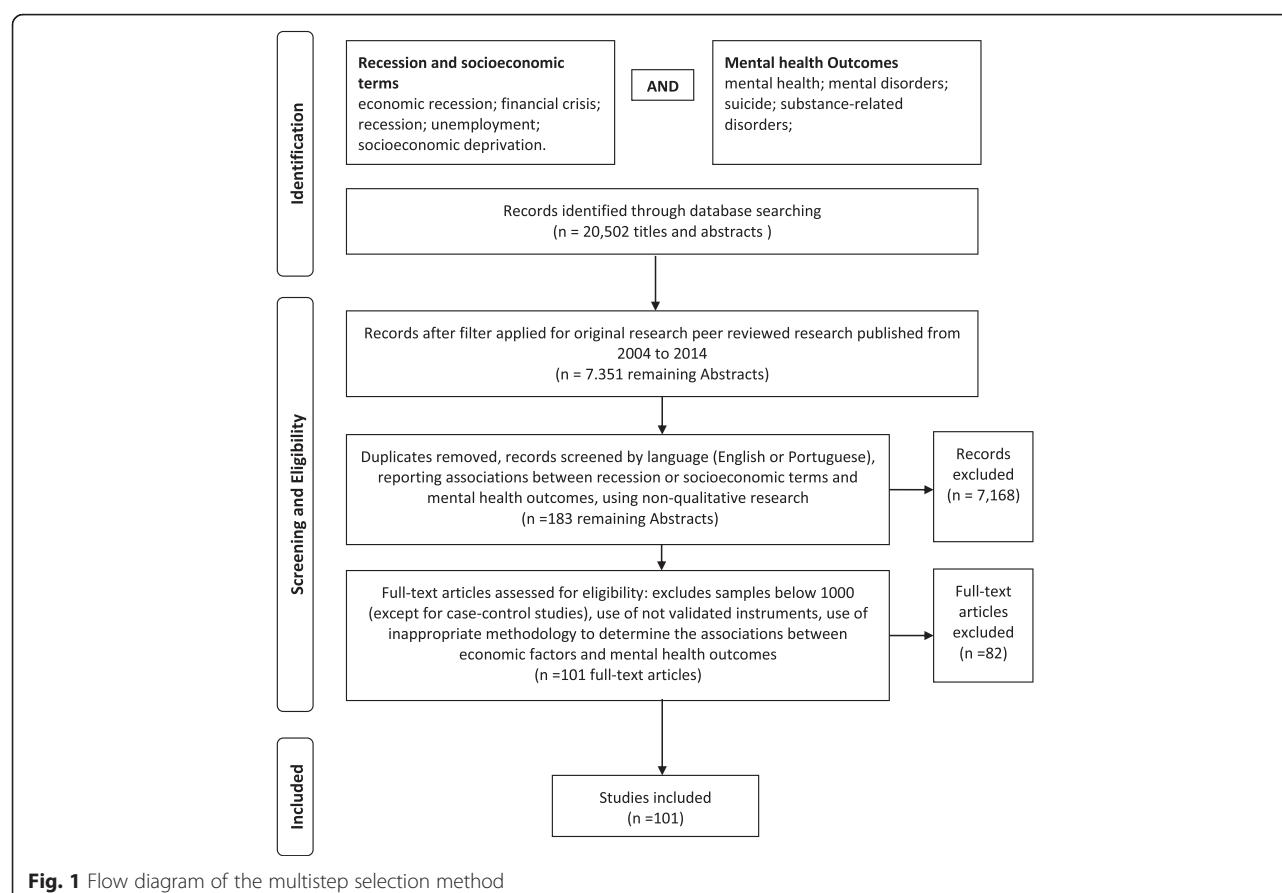 Identification
Recession and socioeconomic
terms
economic recession; financial crisis;
recession; unemployment;
socioeconomic deprivation.
AND
Mental health Outcomes
mental health; mental disorders;
suicide; substance-related
disorders;
Records identified through database searching
(n = 20,502 titles and abstracts )
Screening and Eligibility
Records after filter applied for original research peer reviewed research published from
2004 to 2014
(n = 7.351 remaining Abstracts)
Duplicates removed, records screened by language (English or Portuguese),
reporting associations between recession or socioeconomic terms and
mental health outcomes, using non-qualitative research
(n =183 remaining Abstracts)
Records
excluded
(n = 7,168)
Full-text articles assessed for eligibility: excludes samples below 1000
(except for case-control studies), use of not validated instruments, use of
inappropriate methodology to determine the associations between
economic factors and mental health outcomes
(n =101 full-text articles)
Full-text
articles
excluded
(n =82)
Included
Studies included
(n =101)
Fig. 1 Flow diagram of the multistep selection method